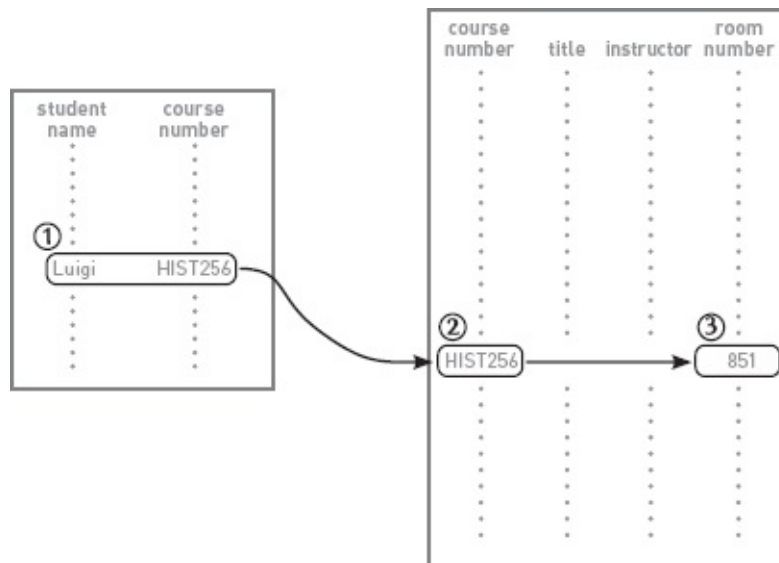 student name
course number
①
Luigi HIST256
course number title instructor room number
② ③
HIST256 851